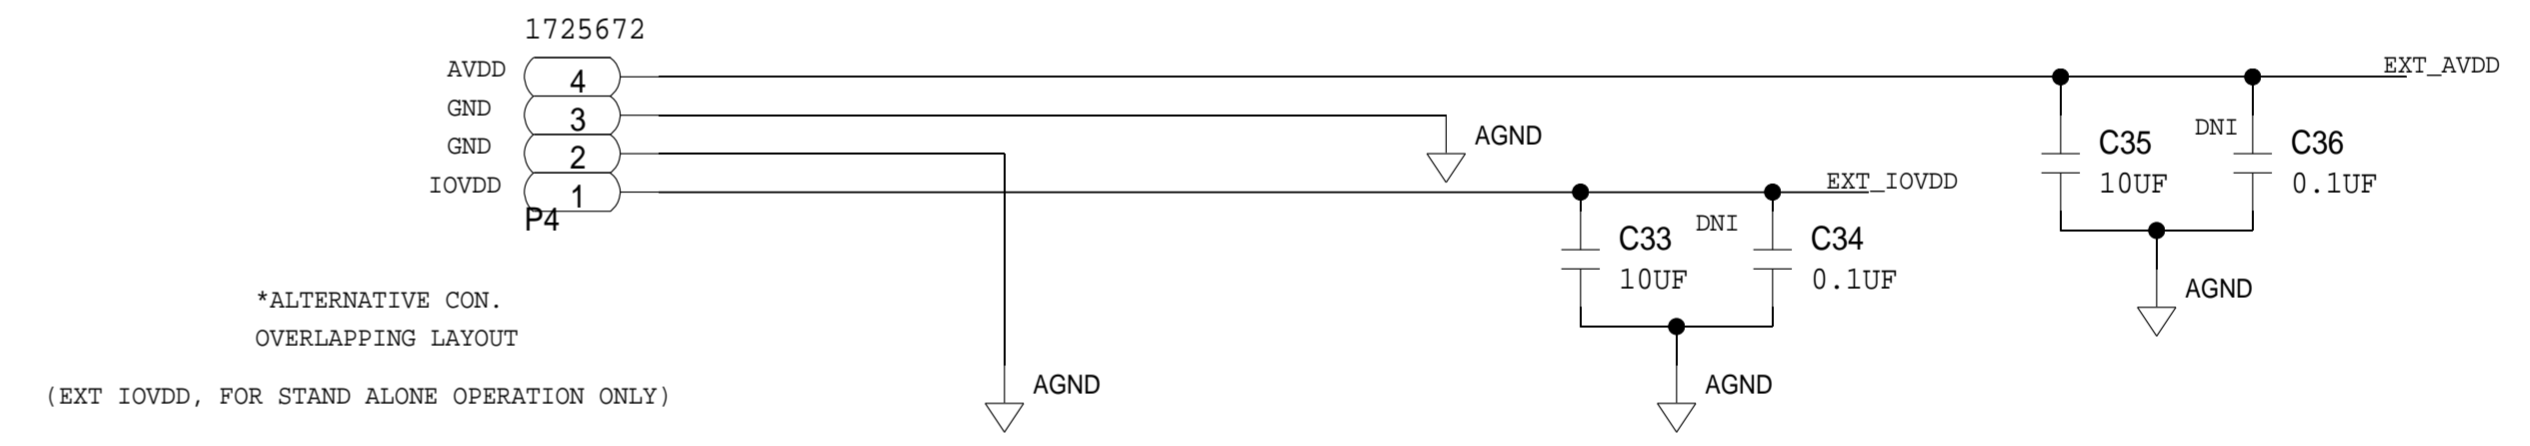 1725672
AVDD 4
GND 3
GND 2
IOVDD 1
P4
EXT_AVDD
AGND
DNI
C35
10UF
C36
0.1UF
EXT_IOVDD
DNI
C33
10UF
C34
0.1UF
AGND
*ALTERNATIVE CON.
OVERLAPPING LAYOUT
(EXT IOVDD, FOR STAND ALONE OPERATION ONLY)
AGND
AGND